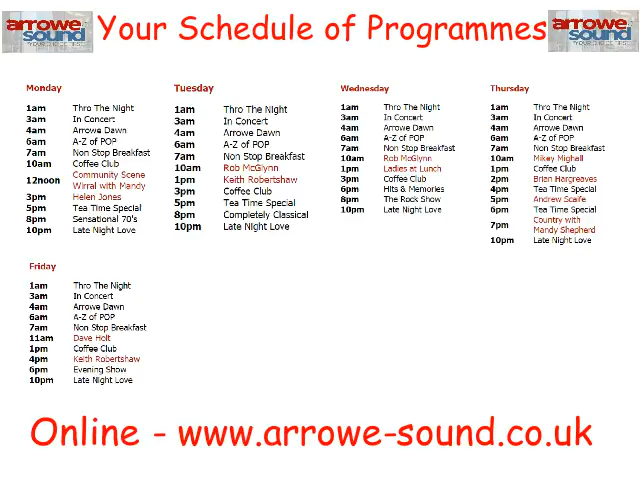 arrowe sound
YOUR CHOICE FIRST
Your Schedule of Programmes
arrowe sound
YOUR CHOICE FIRST
Monday
1am Thro The Night
3am In Concert
4am Arrowe Dawn
6am A-Z of POP
7am Non Stop Breakfast
10am Coffee Club
12noon Community Scene
Wirral with Mandy
3pm Helen Jones
5pm Tea Time Special
8pm Sensational 70's
10pm Late Night Love
Tuesday
1am Thro The Night
3am In Concert
4am Arrowe Dawn
6am A-Z of POP
7am Non Stop Breakfast
10am Rob McGlynn
1pm Keith Robertshaw
3pm Coffee Club
5pm Tea Time Special
8pm Completely Classical
10pm Late Night Love
Wednesday
1am Thro The Night
3am In Concert
4am Arrowe Dawn
6am A-Z of POP
7am Non Stop Breakfast
10am Rob McGlynn
1pm Ladies at Lunch
3pm Coffee Club
6pm Hits & Memories
8pm The Rock Show
10pm Late Night Love
Thursday
1am Thro The Night
3am In Concert
4am Arrowe Dawn
6am A-Z of POP
7am Non Stop Breakfast
10am Mikey Mighall
1pm Coffee Club
2pm Brian Hargreaves
4pm Tea Time Special
5pm Andrew Scaife
6pm Tea Time Special
7pm Country with
Mandy Shepherd
10pm Late Night Love
Friday
1am Thro The Night
3am In Concert
4am Arrowe Dawn
6am A-Z of POP
7am Non Stop Breakfast
11am Dave Holt
1pm Coffee Club
4pm Keith Robertshaw
6pm Evening Show
10pm Late Night Love
Online - www.arrowe-sound.co.uk